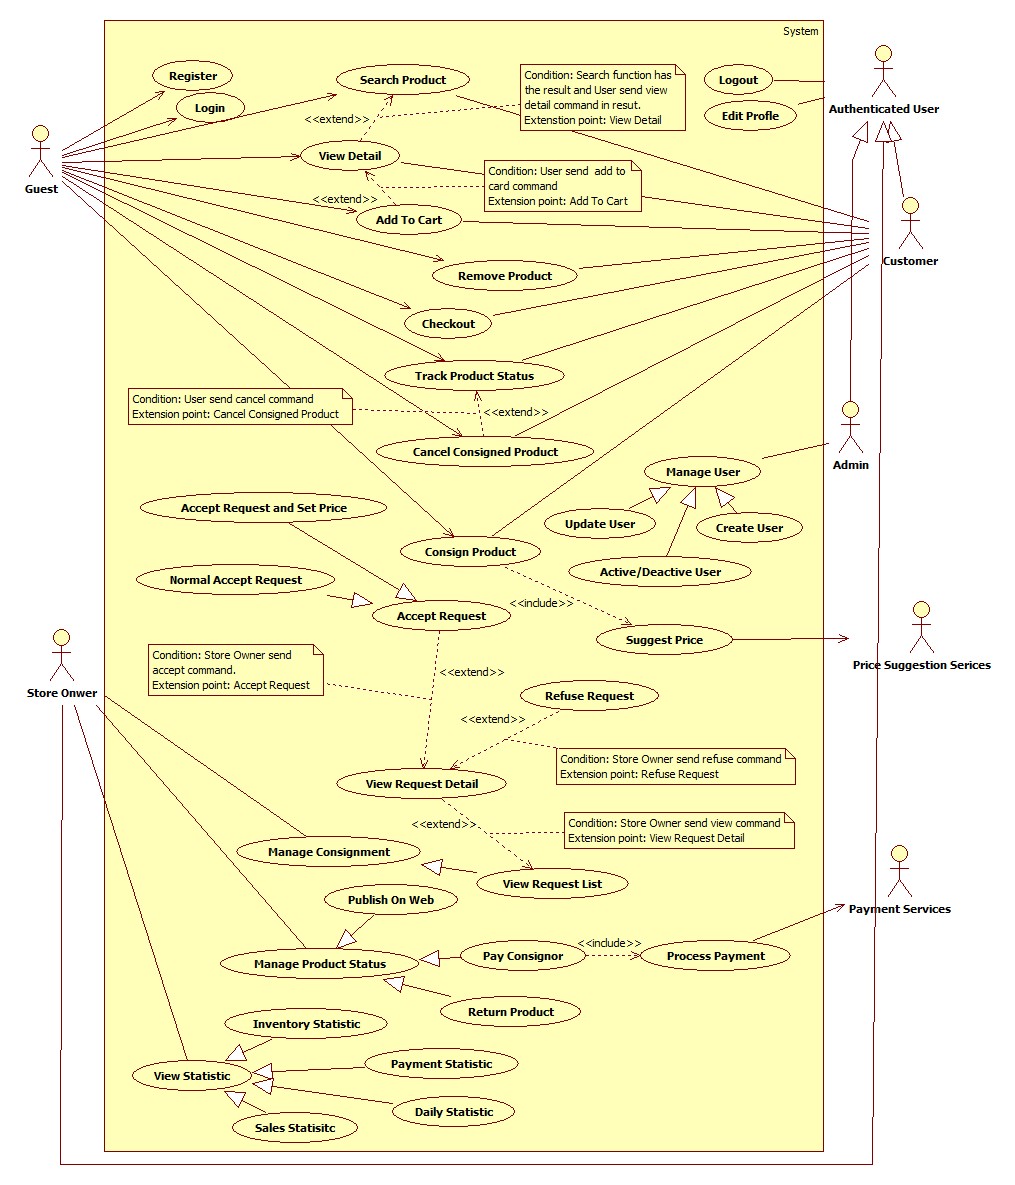 System
Register
Search Product
Login
Condition: Search function has
the result and User send view
detail command in resut.
Extenstion point: View Detail
Logout
Edit Profle
Authenticated User
<<extend>>
Guest
View Detail
Condition: User send  add to
card command
Extension point: Add To Cart
<<extend>>
Add To Cart
Customer
Remove Product
Checkout
Track Product Status
Condition: User send cancel command
Extension point: Cancel Consigned Product
<<extend>>
Cancel Consigned Product
Admin
Manage User
Accept Request and Set Price
Update User
Create User
Consign Product
Active/Deactive User
Normal Accept Request
<<include>>
Accept Request
Suggest Price
Price Suggestion Serices
Condition: Store Owner send
accept command.
Extension point: Accept Request
<<extend>>
Store Onwer
Refuse Request
<<extend>>
Condition: Store Owner send refuse command
Extension point: Refuse Request
View Request Detail
<<extend>>
Condition: Store Owner send view command
Extension point: View Request Detail
Manage Consignment
View Request List
Publish On Web
Payment Services
<<include>>
Manage Product Status
Pay Consignor
Process Payment
Return Product
Inventory Statistic
Payment Statistic
View Statistic
Daily Statistic
Sales Statisitc